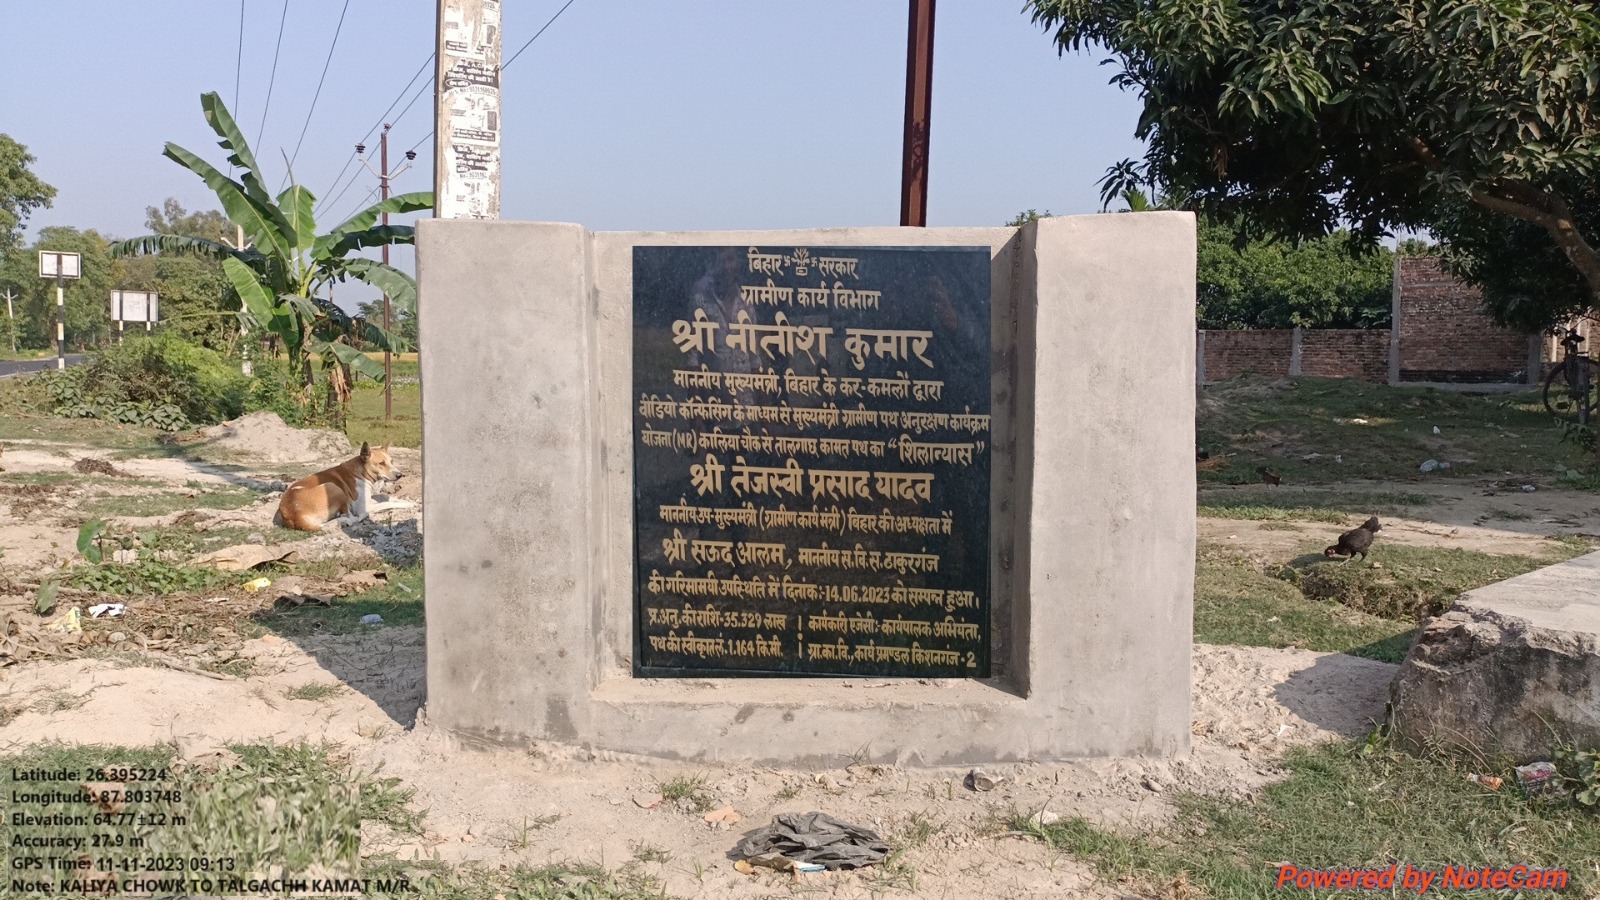 बिहार सरकार
ग्रामीण कार्य विभाग
श्री नीतीश कुमार
माननीय मुख्यमंत्री, बिहार के कर-कमलों द्वारा
वीडियो कॉन्फ्रेसिंग के माध्यम से मुख्यमंत्री ग्रामीण पथ अनुरक्षण कार्यक्रम
योजना (MR) कालिया चौक से तालगाछ कामत पथ का "शिलान्यास"
श्री तेजस्वी प्रसाद यादव
माननीय उप-मुख्यमंत्री (ग्रामीण कार्य मंत्री) बिहार की अध्यक्षता में
श्री सऊद आलम, माननीय स.वि.स. ठाकुरगंज
की गरिमामयी उपस्थिति में दिनांक:-14.06.2023 को सम्पन्न हुआ।
प्र.अनु.की राशि-35.329 लाख | कार्यकारी एजेसी:- कार्यपालक अभियंता,
पथ की स्वीकृत लं. 1.164 कि.मी. | ग्रा.का.वि., कार्य प्रमण्डल किशनगंज-2
Latitude: 26.395224
Longitude: 87.803748
Elevation: 64.77±12 m
Accuracy: 27.9 m
GPS Time: 11-11-2023 09:13
Note: KALIYA CHOWK TO TALGACHH KAMAT M/R
Powered by NoteCam